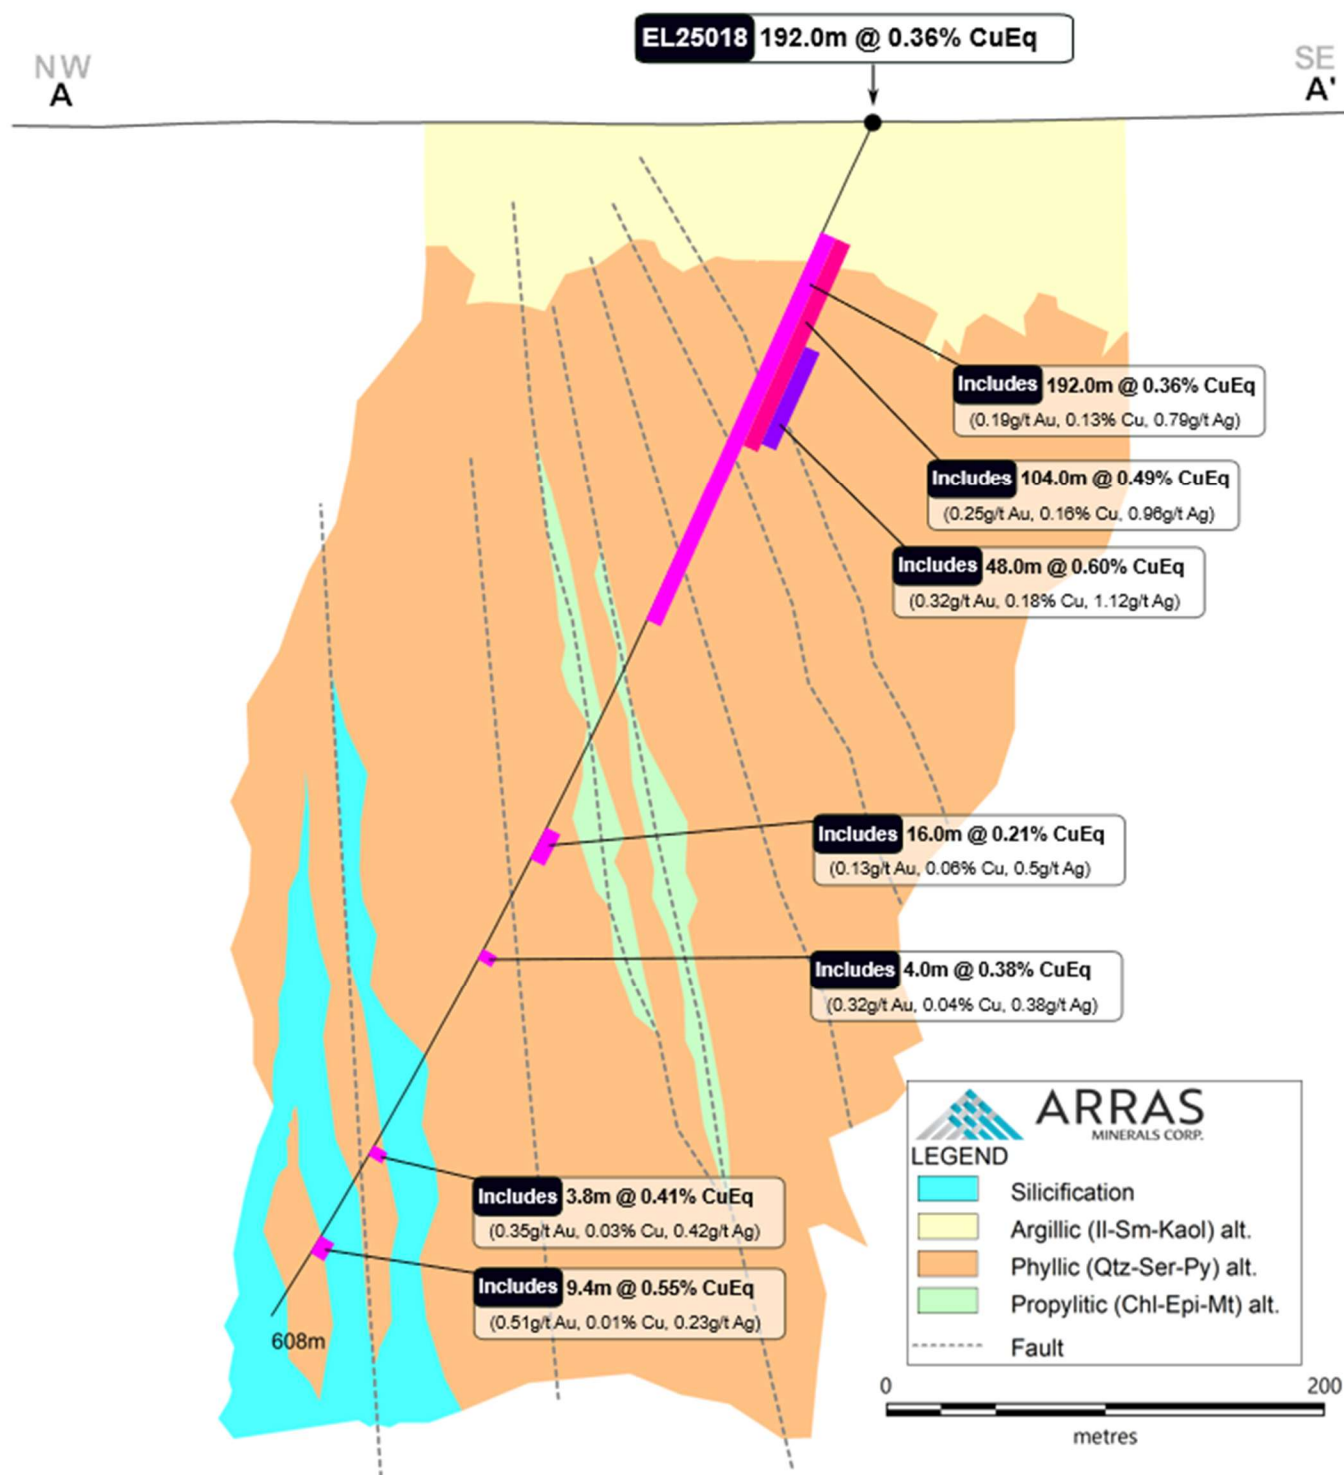 EL25018 192.0m @ 0.36% CuEq
NW
A
SE
A'
Includes 192.0m @ 0.36% CuEq
(0.19g/t Au, 0.13% Cu, 0.79g/t Ag)
Includes 104.0m @ 0.49% CuEq
(0.25g/t Au, 0.16% Cu, 0.96g/t Ag)
Includes 48.0m @ 0.60% CuEq
(0.32g/t Au, 0.18% Cu, 1.12g/t Ag)
Includes 16.0m @ 0.21% CuEq
(0.13g/t Au, 0.06% Cu, 0.5g/t Ag)
Includes 4.0m @ 0.38% CuEq
(0.32g/t Au, 0.04% Cu, 0.38g/t Ag)
Includes 3.8m @ 0.41% CuEq
(0.35g/t Au, 0.03% Cu, 0.42g/t Ag)
Includes 9.4m @ 0.55% CuEq
(0.51g/t Au, 0.01% Cu, 0.23g/t Ag)
608m
ARRAS
MINERALS CORP.
LEGEND
Silicification
Argillic (Il-Sm-Kaol) alt.
Phyllic (Qtz-Ser-Py) alt.
Propylitic (Chl-Epi-Mt) alt.
Fault
0 200
metres